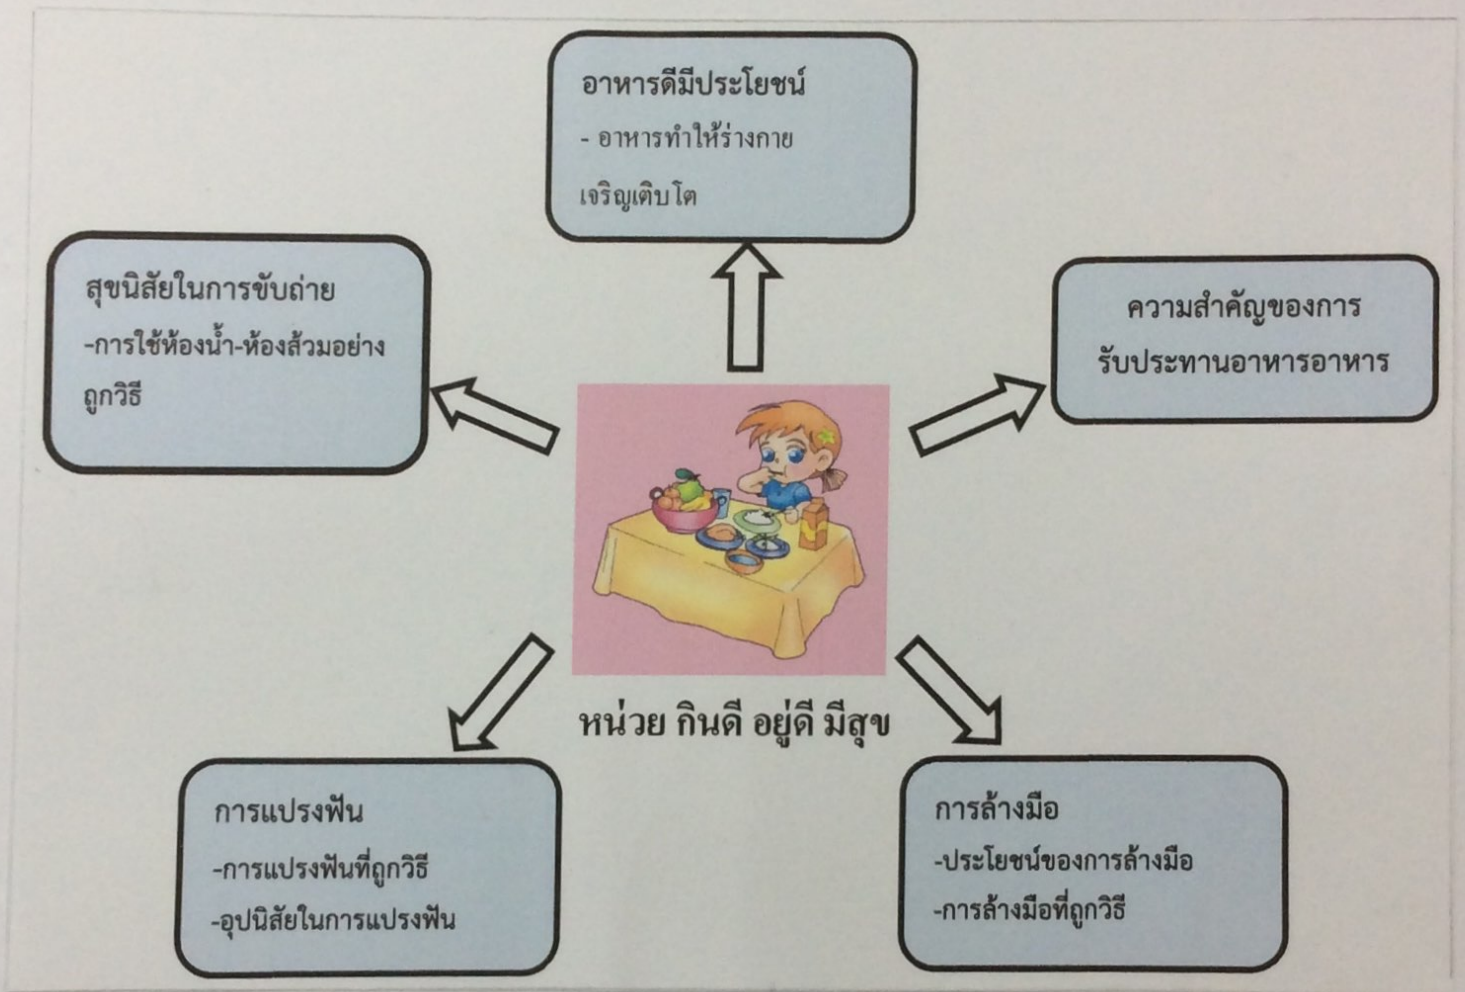 อาหารดีมีประโยชน์
- อาหารทำให้ร่างกาย
เจริญเติบโต
สุขนิสัยในการขับถ่าย
-การใช้ห้องน้ำ-ห้องส้วมอย่าง
ถูกวิธี
ความสำคัญของการ
รับประทานอาหารอาหาร
หน่วย กินดี อยู่ดี มีสุข
การแปรงฟัน
-การแปรงฟันที่ถูกวิธี
-อุปนิสัยในการแปรงฟัน
การล้างมือ
-ประโยชน์ของการล้างมือ
-การล้างมือที่ถูกวิธี